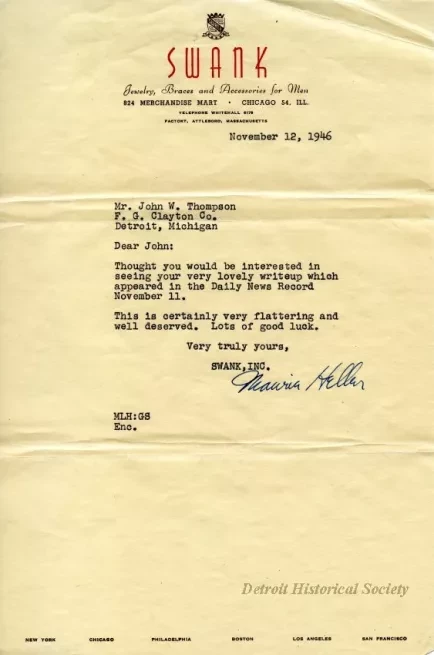 SWANK
Jewelry, Braces and Accessories for Men
824 MERCHANDISE MART • CHICAGO 54, ILL.
TELEPHONE WHITEHALL
FACTORY, ATTLEBORO, MASSACHUSETTS
November 12, 1946
Mr. John W. Thompson
F. G. Clayton Co.
Detroit, Michigan
Dear John:
Thought you would be interested in
seeing your very lovely writeup which
appeared in the Daily News Record
November 11.
This is certainly very flattering and
well deserved. Lots of good luck.
Very truly yours,
SWANK,INC.
Heller
MLH:GS
Enc.
Detroit Historical Society
NEW YORK CHICAGO PHILADELPHIA BOSTON LOS ANGELES SAN FRANCISCO